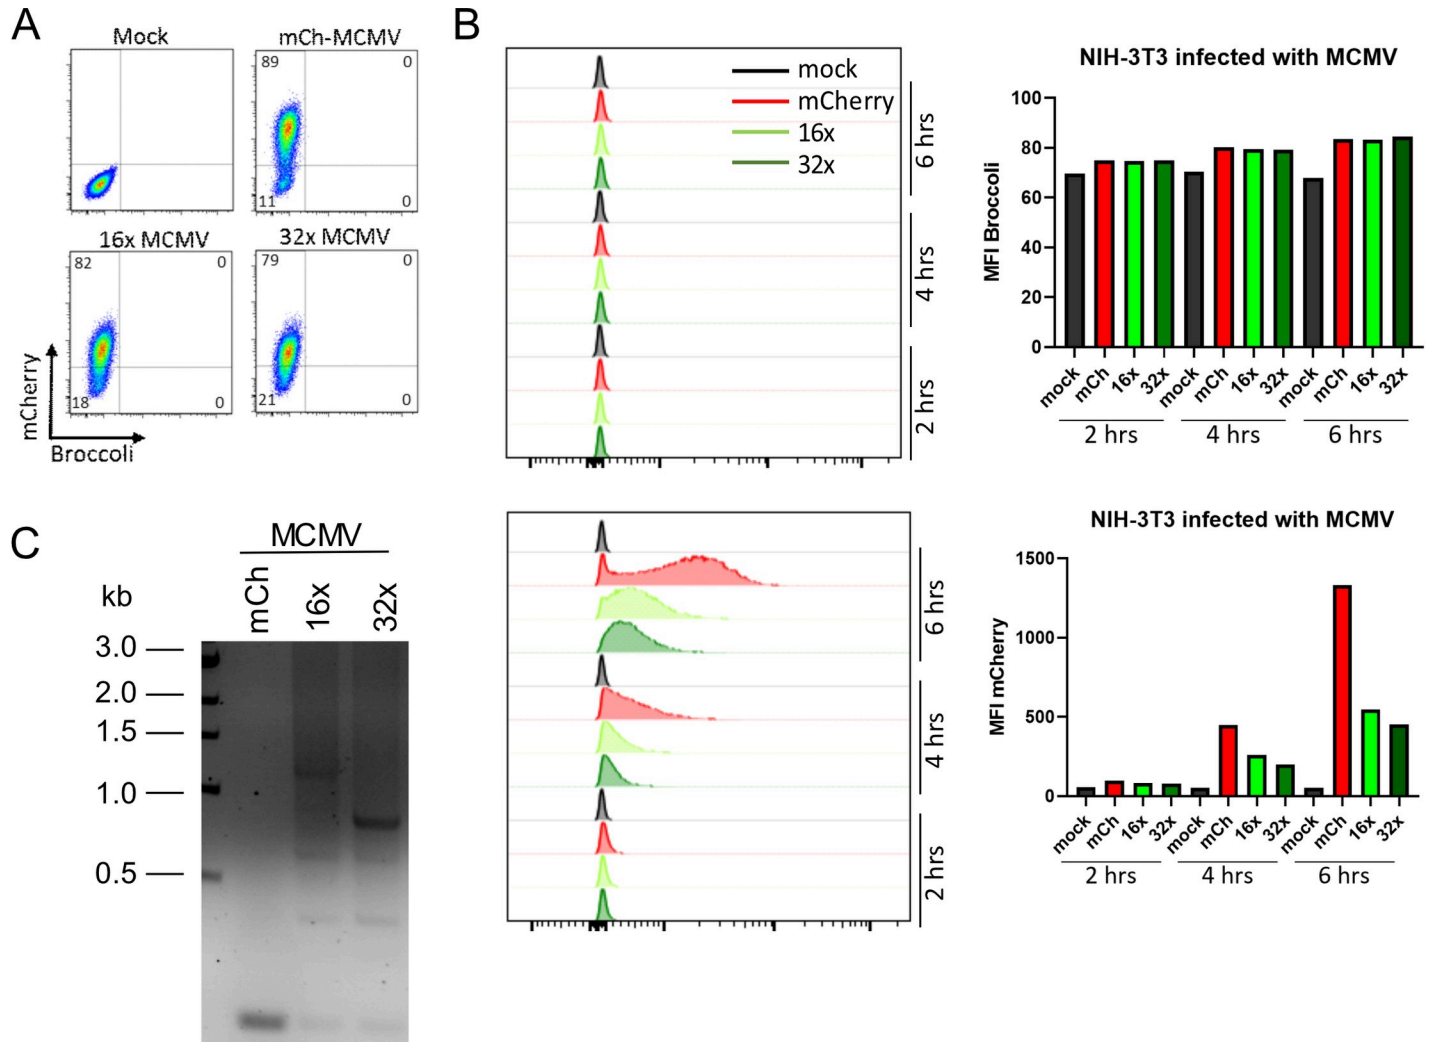 A
Mock
mCh-MCMV
89
0
11
0
16x MCMV
32x MCMV
82
0
18
0
79
0
21
0
mCherry
Broccoli
B
mock
mCherry
16x
32x
6 hrs
4 hrs
2 hrs
NIH-3T3 infected with MCMV
MFI Broccoli
100
80
60
40
20
0
mock
mCh
16x
32x
mock
mCh
16x
32x
mock
mCh
16x
32x
2 hrs
4 hrs
6 hrs
6 hrs
4 hrs
2 hrs
NIH-3T3 infected with MCMV
MFI mCherry
1500
1000
500
0
mock
mCh
16x
32x
mock
mCh
16x
32x
mock
mCh
16x
32x
2 hrs
4 hrs
6 hrs
C
MCMV
kb
mCh
16x
32x
3.0
2.0
1.5
1.0
0.5